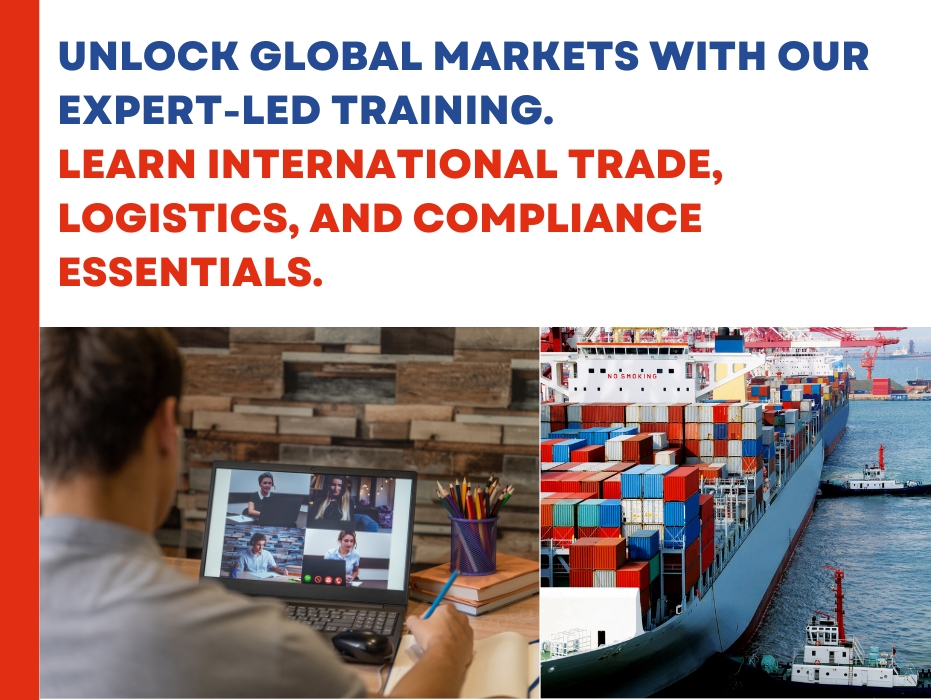 UNLOCK GLOBAL MARKETS WITH OUR
EXPERT-LED TRAINING.
LEARN INTERNATIONAL TRADE,
LOGISTICS, AND COMPLIANCE
ESSENTIALS.
NO SMOKING